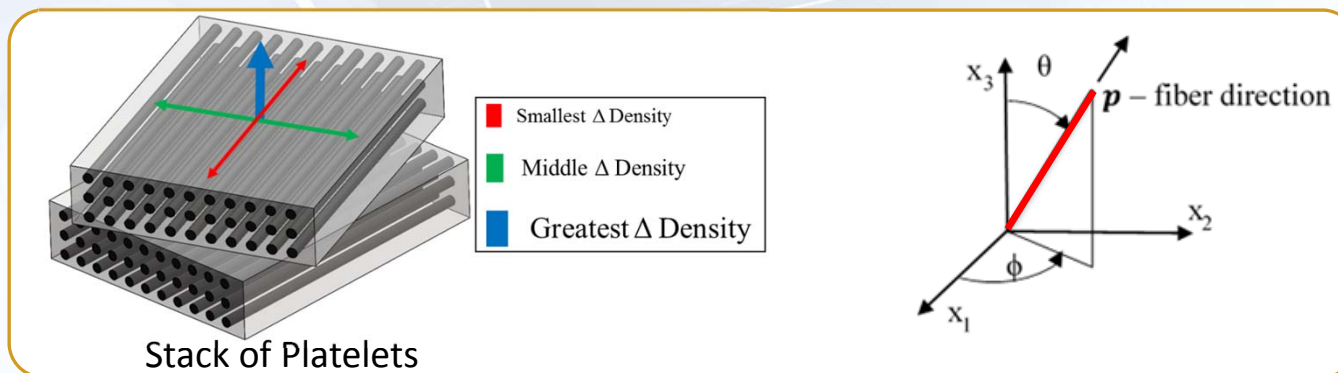 Smallest Δ Density
Middle Δ Density
Greatest Δ Density
Stack of Platelets
x₃
θ
p – fiber direction
x₂
ϕ
x₁